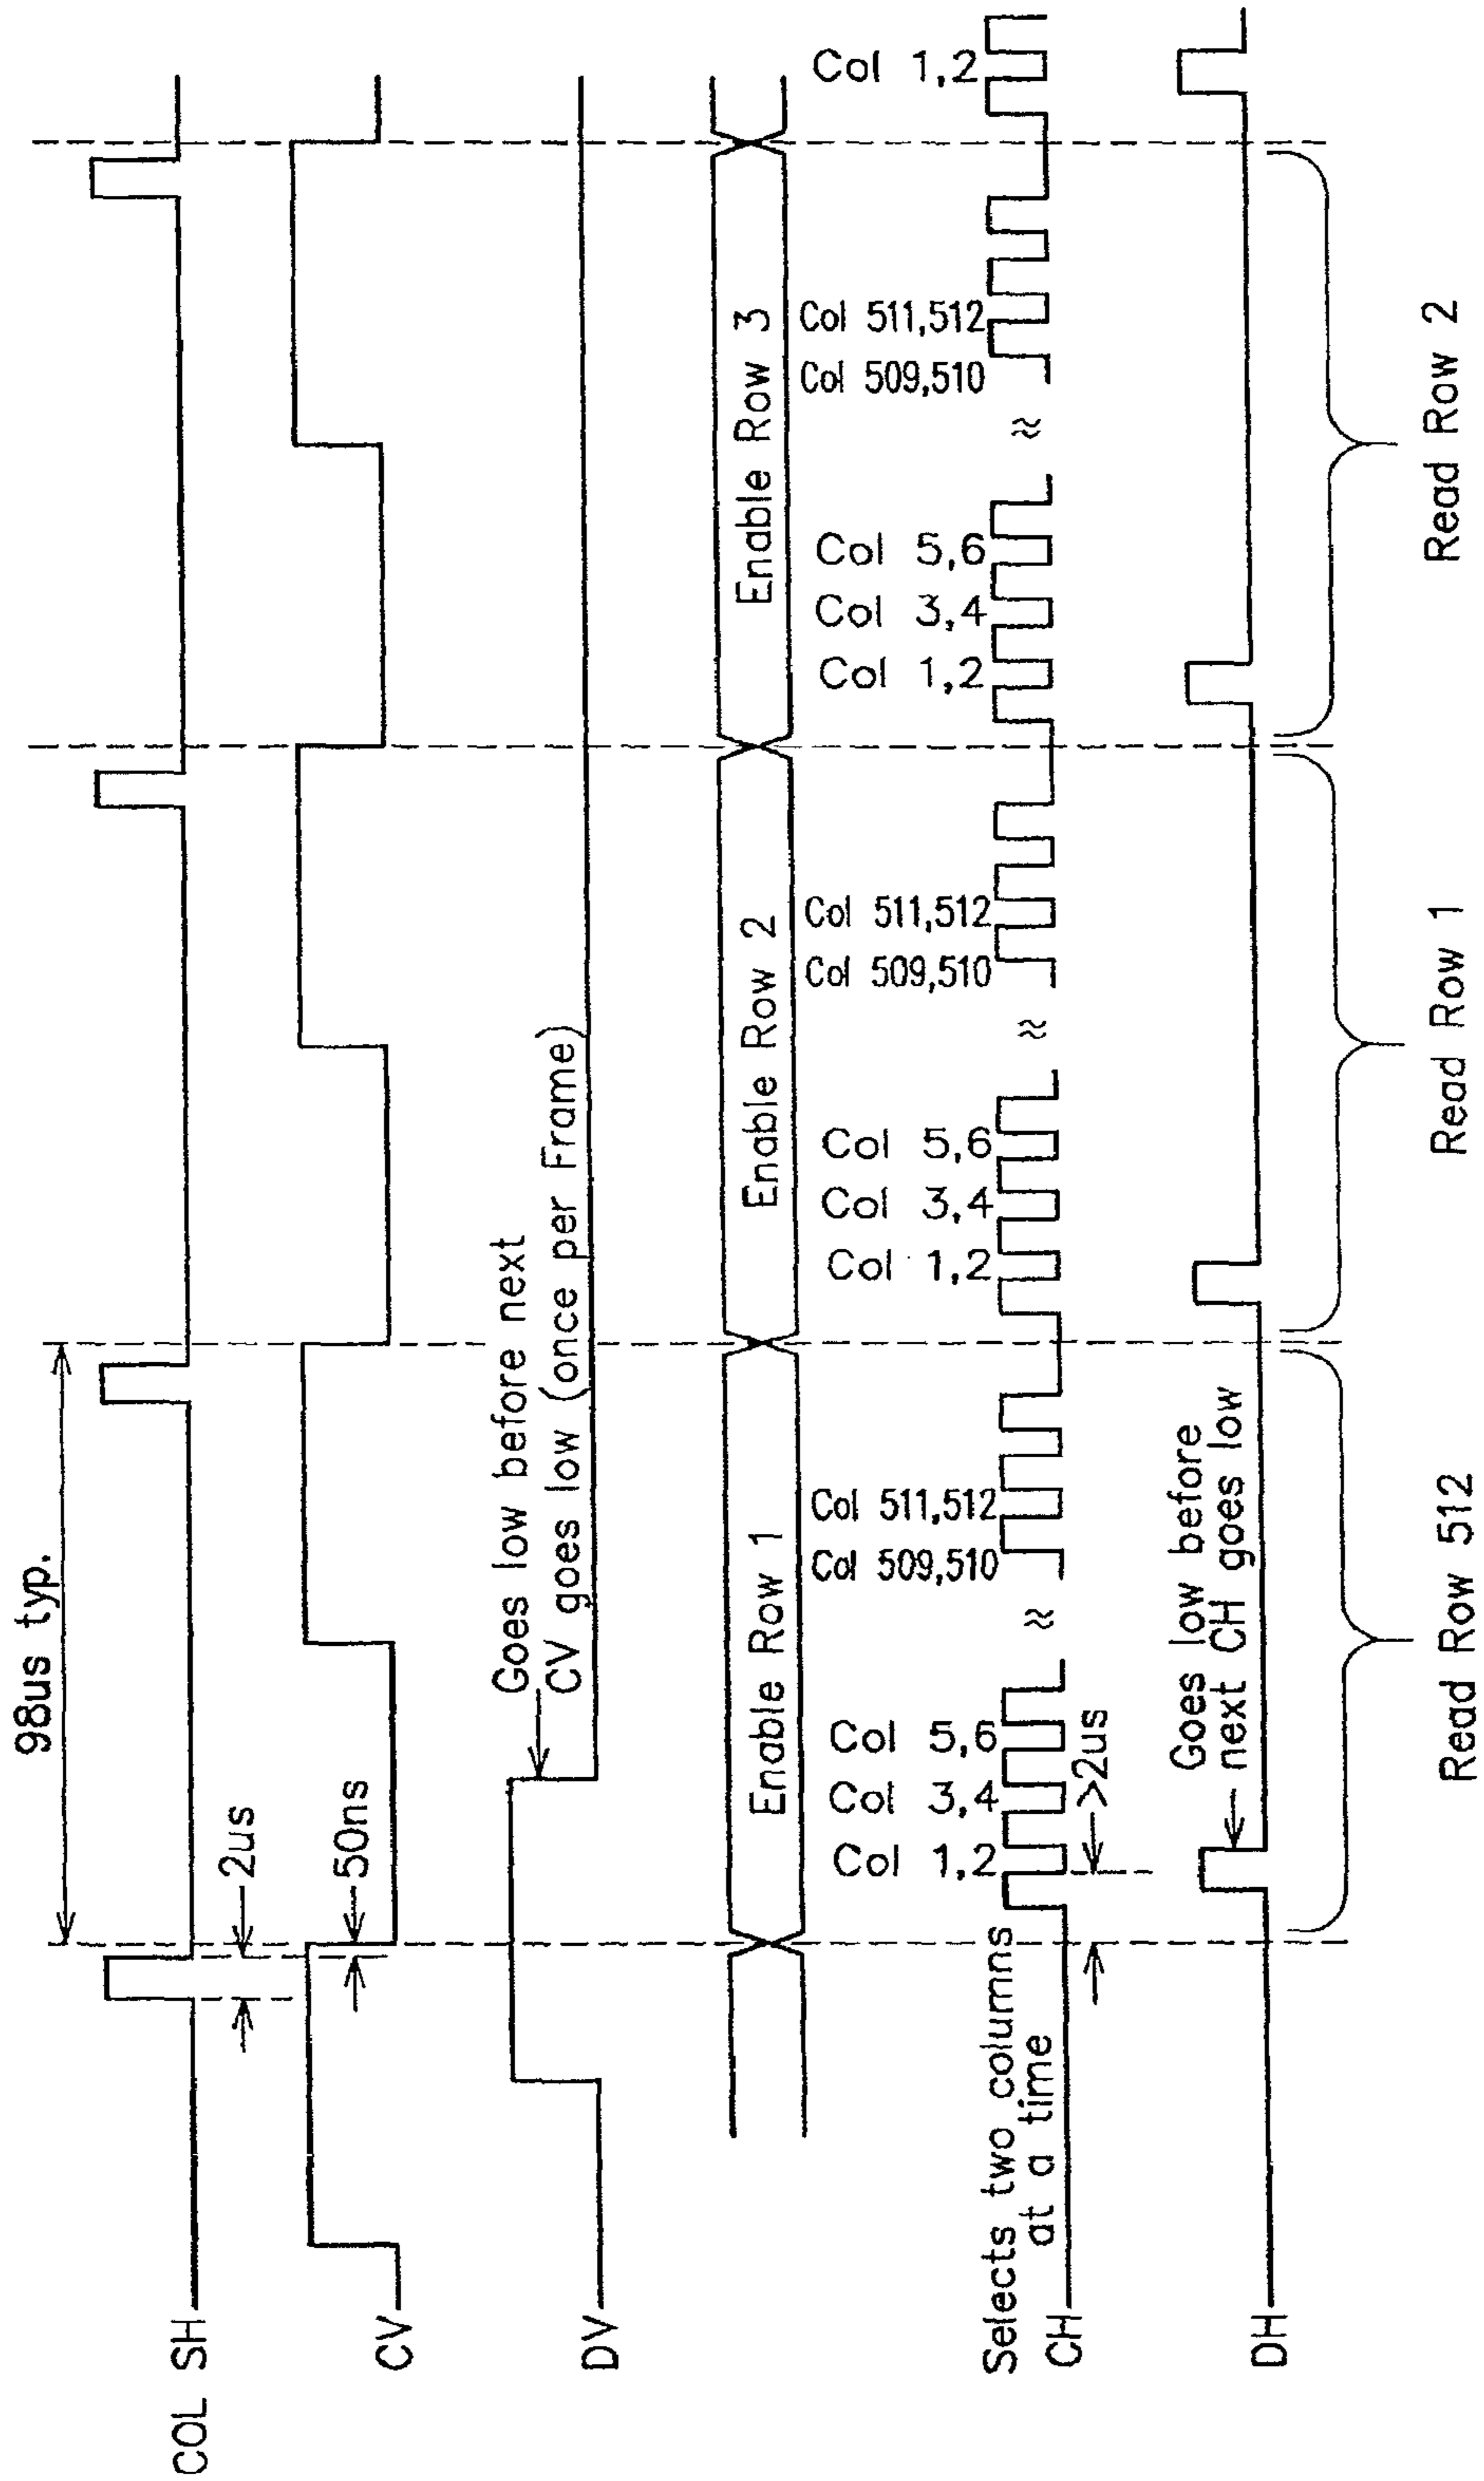 98us typ.
COL SH
2us
CV
50ns
DV
Goes low before next
CV goes low (once per Frame)
Enable Row 1
Enable Row 2
Enable Row 3
Selects two columns
at a time
CH
Col 1,2
Col 3,4
Col 5,6
≈
Col 509,510
Col 511,512
Col 1,2
Col 3,4
Col 5,6
≈
Col 509,510
Col 511,512
Col 1,2
Col 3,4
Col 5,6
≈
Col 509,510
Col 511,512
Col 1,2
>2us
DH
Goes low before
next CH goes low
Read Row 512
Read Row 1
Read Row 2